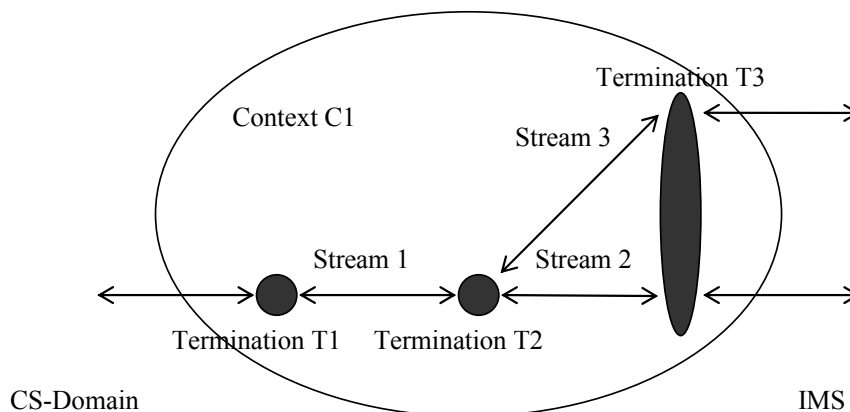 Termination T3
Context C1
Stream 3
Stream 1
Stream 2
Termination T1
Termination T2
CS-Domain
IMS